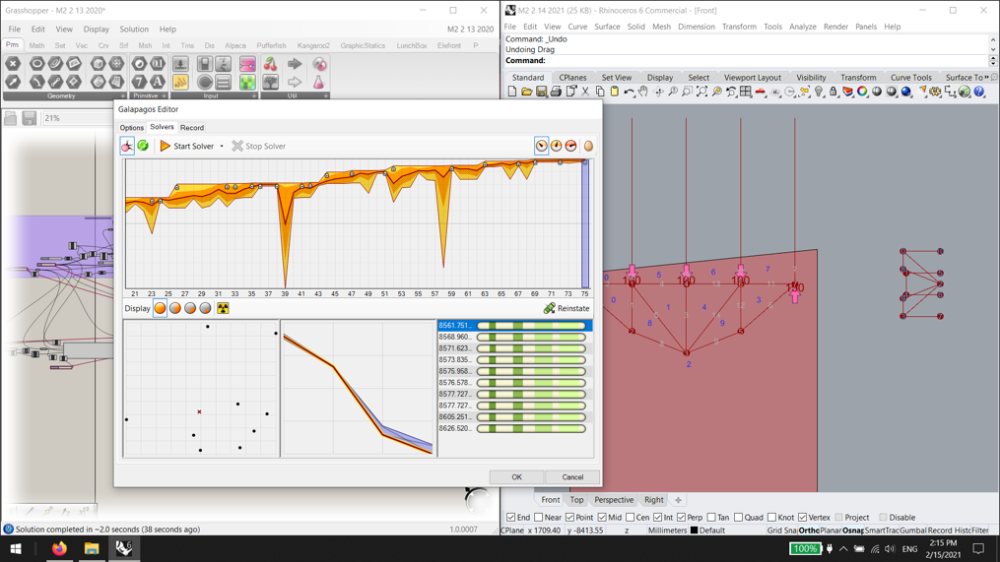 Grasshopper - M2 2 13 2020*
File Edit View Display Solution Help
M2 2 13 2020
Prm Math Set Vec Crv Srf Msh Int Trns Dis Alpaca Pufferfish Kangaroo2 GraphicStatics LunchBox Elefront P
Geometry
Primitive
Input
Util
21%
Galapagos Editor
Options Solvers Record
Start Solver
Stop Solver
21 23 25 27 29 31 33 35 37 39 41 43 45 47 49 51 53 55 57 59 61 63 65 67 69 71 73 75
Display
Reinstate
8561.751...
8568.960...
8571.623...
8573.835...
8575.958...
8576.578...
8577.727...
8577.727...
8605.251...
8626.520...
OK
Cancel
Solution completed in ~2.0 seconds (38 seconds ago)
1.0.0007
M2 2 14 2021 (25 KB) - Rhinoceros 6 Commercial - [Front]
File Edit View Curve Surface Solid Mesh Dimension Transform Tools Analyze Render Panels Help
Command: _Undo
Undoing Drag
Command:
Standard CPlanes Set View Display Select Viewport Layout Visibility Transform Curve Tools Surface To
0 5 6 7
100 100 100 150
0 1 4 3
8 9
2
Front Top Perspective Right
End Near Point Mid Cen Int Perp Tan Quad Knot Vertex Project Disable
CPlane x 1709.40 y -8413.55 z Millimeters Default Grid Snap Ortho Planar Osnap SmartTrac Gumbal Record Histo Filter
100%
ENG
2:15 PM
2/15/2021